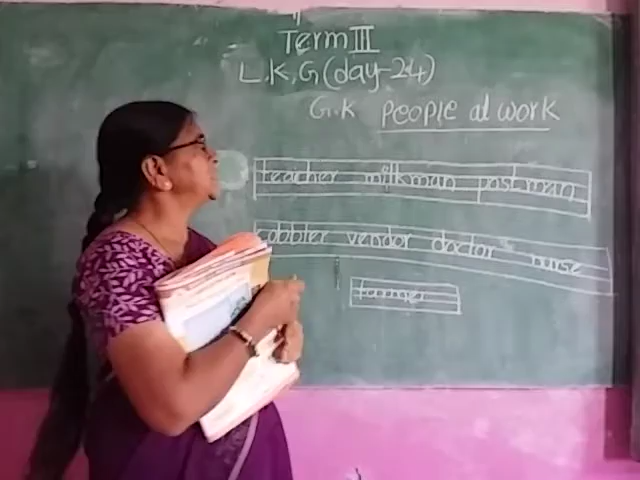 Term III
L.K.G (day-24)
G.K People at work
teacher milkman postman
cobbler vendor doctor nurse
farmer